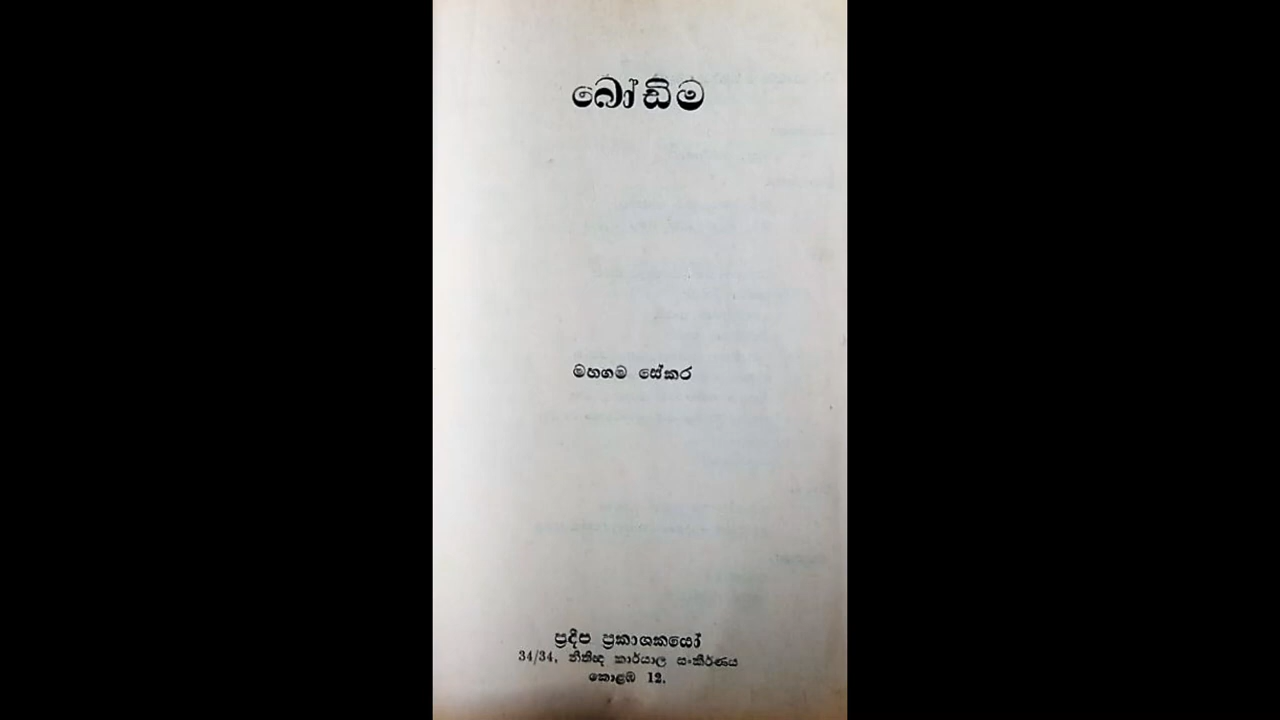 බෝඩිම
මහගම සේකර
ප්‍රදීප ප්‍රකාශකයෝ
34/34, නීතිඥ කාර්යාල සංකීර්ණය
කොළඹ 12.